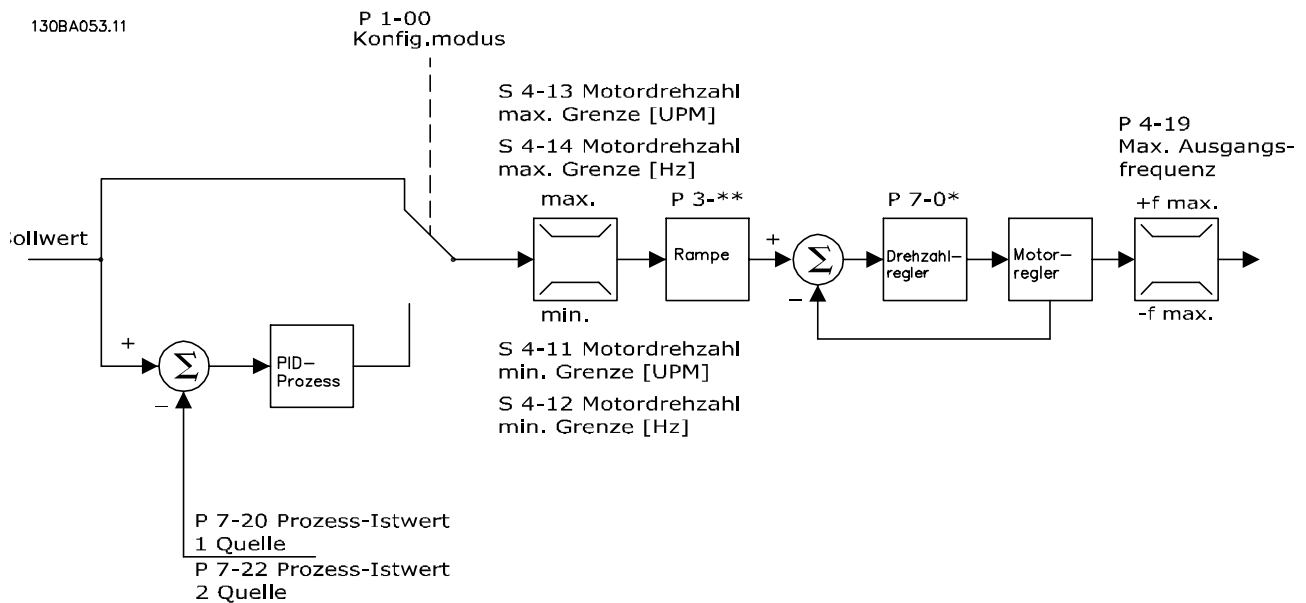 130BA053.11
P 1-00
Konfig.modus
S 4-13 Motordrehzahl
max. Grenze [UPM]
S 4-14 Motordrehzahl
max. Grenze [Hz]
P 4-19
Max. Ausgangs-
frequenz
max.
P 3-**
P 7-0*
+f max.
ollwert
+
Σ
Rampe
Drehzahl-
regler
Motor-
regler
−
min.
-f max.
+
Σ
PID-
Prozess
−
S 4-11 Motordrehzahl
min. Grenze [UPM]
S 4-12 Motordrehzahl
min. Grenze [Hz]
P 7-20 Prozess-Istwert
1 Quelle
P 7-22 Prozess-Istwert
2 Quelle